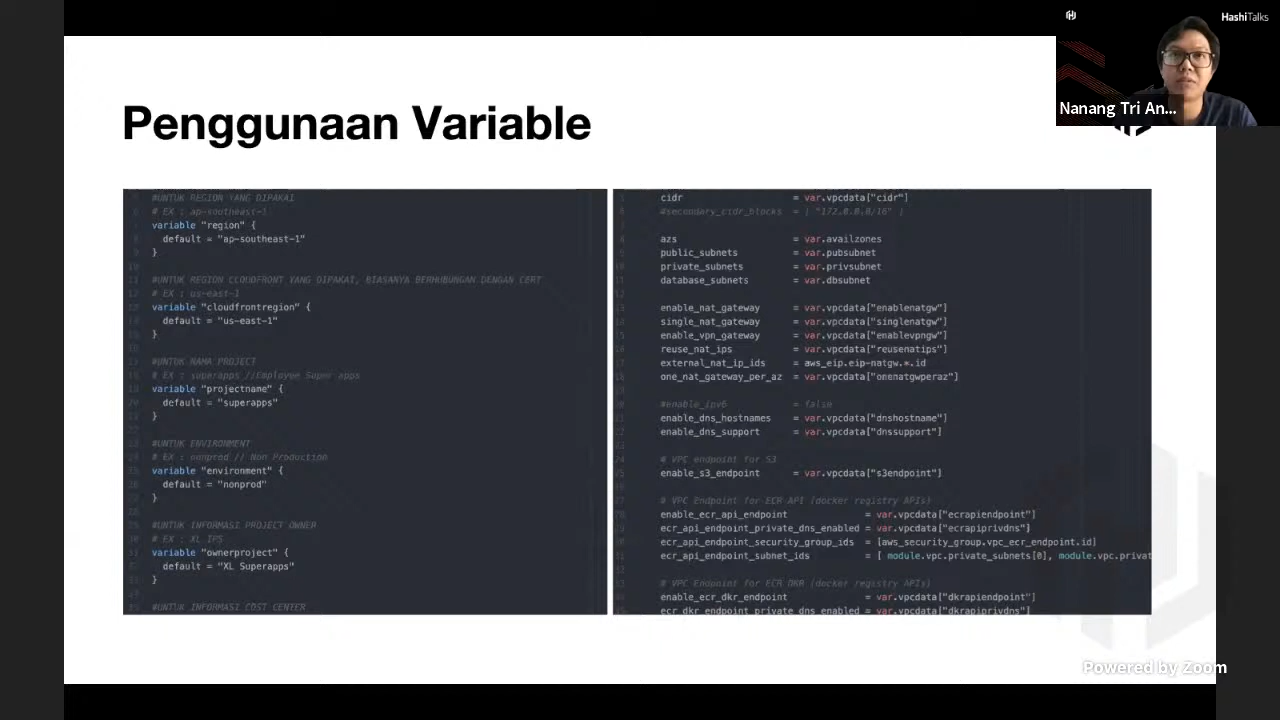 HashiTalks
Nanang Tri An...
Penggunaan Variable
#UNTUK REGION YANG DIPAKAI
# EX : ap-southeast-1
variable "region" {
default = "ap-southeast-1"
}
#UNTUK REGION CLOUDFRONT YANG DIPAKAI, BIASANYA BERHUBUNGAN DENGAN CERT
# EX : us-east-1
variable "cloudfrontregion" {
default = "us-east-1"
}
#UNTUK NAMA PROJECT
# EX : superapps //Employee Super apps
variable "projectname" {
default = "superapps"
}
#UNTUK ENVIRONMENT
# EX : nonprod // Non Production
variable "environment" {
default = "nonprod"
}
#UNTUK INFORMASI PROJECT OWNER
# EX : XL IPS
variable "ownerproject" {
default = "XL Superapps"
}
#UNTUK INFORMASI COST CENTER
cidr = var.vpcdata["cidr"]
#secondary_cidr_blocks = [ "172.0.0.0/16" ]
azs = var.availzones
public_subnets = var.pubsubnet
private_subnets = var.privsubnet
database_subnets = var.dbsubnet
enable_nat_gateway = var.vpcdata["enablenatgw"]
single_nat_gateway = var.vpcdata["singlenatgw"]
enable_vpn_gateway = var.vpcdata["enablevpngw"]
reuse_nat_ips = var.vpcdata["reusenatips"]
external_nat_ip_ids = aws_eip.eip-natgw.*.id
one_nat_gateway_per_az = var.vpcdata["onenatgwperaz"]
#enable_ipv6 = false
enable_dns_hostnames = var.vpcdata["dnshostname"]
enable_dns_support = var.vpcdata["dnssupport"]
# VPC endpoint for S3
enable_s3_endpoint = var.vpcdata["s3endpoint"]
# VPC Endpoint for ECR API (docker registry APIs)
enable_ecr_api_endpoint = var.vpcdata["ecrapiendpoint"]
ecr_api_endpoint_private_dns_enabled = var.vpcdata["ecrapiprivdns"]
ecr_api_endpoint_security_group_ids = [aws_security_group.vpc_ecr_endpoint.id]
ecr_api_endpoint_subnet_ids = [ module.vpc.private_subnets[0], module.vpc.privat
# VPC Endpoint for ECR DKR (docker registry APIs)
enable_ecr_dkr_endpoint = var.vpcdata["dkrapiendpoint"]
ecr_dkr_endpoint_private_dns_enabled = var.vpcdata["dkrapiprivdns"]
Powered by Zoom